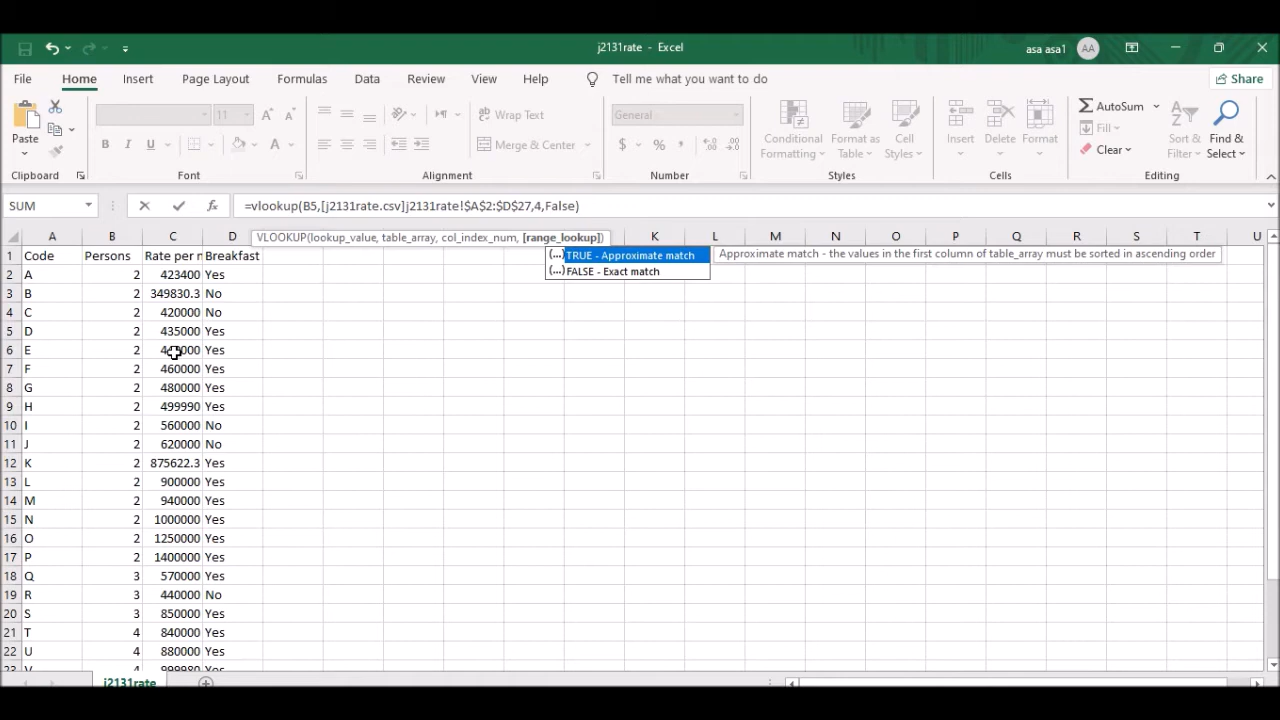 j2131rate - Excel
asa asa1
AA
File Home Insert Page Layout Formulas Data Review View Help Tell me what you want to do Share
Paste
11
Wrap Text
Merge & Center
General
Conditional Formatting
Format as Table
Cell Styles
Insert
Delete
Format
AutoSum
Fill
Clear
Sort & Filter
Find & Select
Clipboard Font Alignment Number Styles Cells Editing
SUM =vlookup(B5,[j2131rate.csv]j2131rate!$A$2:$D$27,4,False)
VLOOKUP(lookup_value, table_array, col_index_num, [range_lookup])
A B C D K L M N O P Q R S T U
TRUE - Approximate match
FALSE - Exact match
Approximate match - the values in the first column of table_array must be sorted in ascending order
1 Code Persons Rate per n Breakfast
2 A 2 423400 Yes
3 B 2 349830.3 No
4 C 2 420000 No
5 D 2 435000 Yes
6 E 2 Yes
7 F 2 460000 Yes
8 G 2 480000 Yes
9 H 2 499990 Yes
10 I 2 560000 No
11 J 2 620000 No
12 K 2 875622.3 Yes
13 L 2 900000 Yes
14 M 2 940000 Yes
15 N 2 1000000 Yes
16 O 2 1250000 Yes
17 P 2 1400000 Yes
18 Q 3 570000 Yes
19 R 3 440000 No
20 S 3 850000 Yes
21 T 4 840000 Yes
22 U 4 880000 Yes
23 V 4 999980 Yes
j2131rate